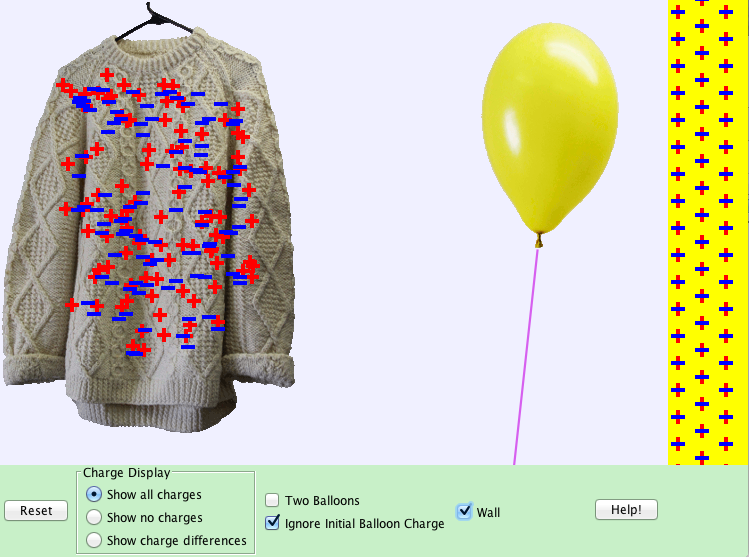 Charge Display
Show all charges
Show no charges
Show charge differences
Reset
Two Balloons
Ignore Initial Balloon Charge
Wall
Help!